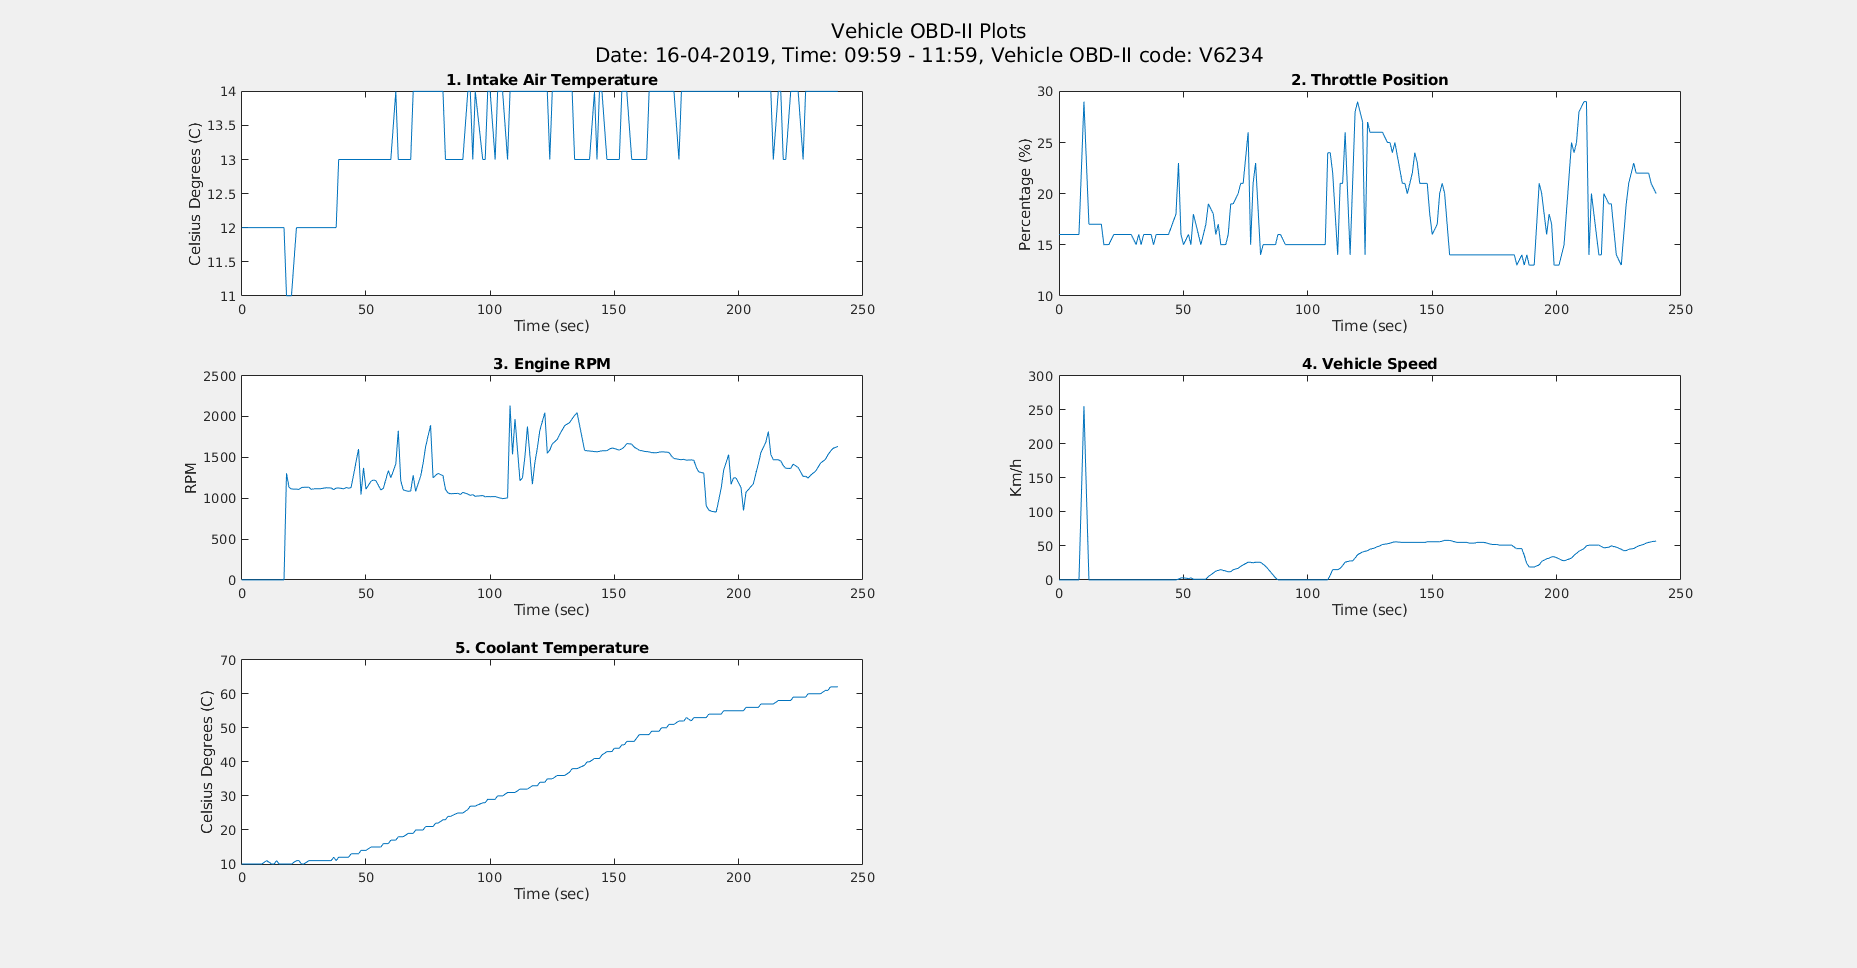 Vehicle OBD-II Plots
Date: 16-04-2019, Time: 09:59 - 11:59, Vehicle OBD-II code: V6234
1. Intake Air Temperature
14
13.5
13
12.5
12
11.5
11
Celsius Degrees (C)
0 50 100 150 200 250
Time (sec)
2. Throttle Position
30
25
20
15
10
Percentage (%)
0 50 100 150 200 250
Time (sec)
3. Engine RPM
2500
2000
1500
1000
500
0
RPM
0 50 100 150 200 250
Time (sec)
4. Vehicle Speed
300
250
200
150
100
50
0
Km/h
0 50 100 150 200 250
Time (sec)
5. Coolant Temperature
70
60
50
40
30
20
10
Celsius Degrees (C)
0 50 100 150 200 250
Time (sec)